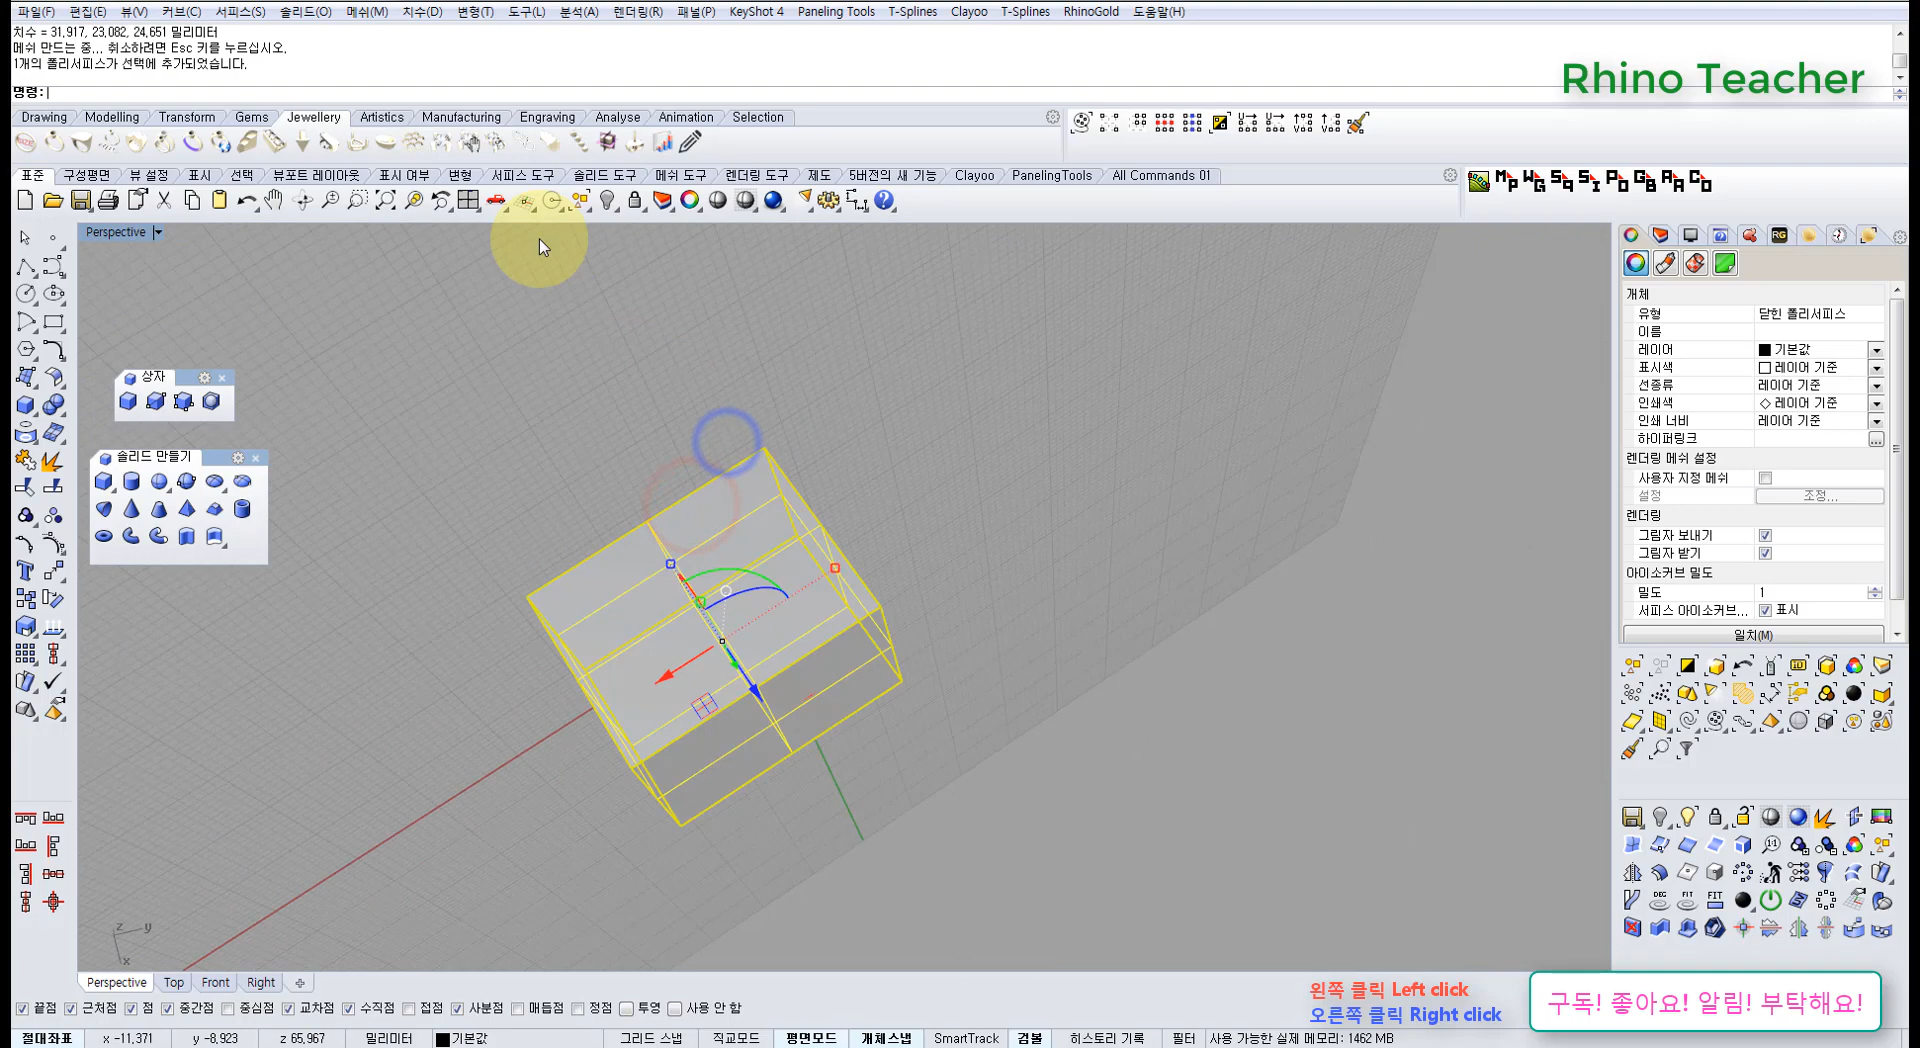 파일(F) 편집(E) 뷰(V) 커브(C) 서피스(S) 솔리드(O) 메쉬(M) 치수(D) 변형(T) 도구(L) 분석(A) 렌더링(R) 패널(P) KeyShot 4 Paneling Tools T-Splines Clayoo T-Splines RhinoGold 도움말(H)
치수 = 31,917, 23,082, 24,651 밀리미터
메쉬 만드는 중... 취소하려면 Esc 키를 누르십시오.
1개의 폴리서피스가 선택에 추가되었습니다.
명령:
Rhino Teacher
Drawing Modelling Transform Gems Jewellery Artistics Manufacturing Engraving Analyse Animation Selection
표준 구성평면 뷰 설정 표시 선택 뷰포트 레이아웃 표시 여부 변형 서피스 도구 솔리드 도구 메쉬 도구 렌더링 도구 제도 5버전의 새 기능 Clayoo PanelingTools All Commands 01
Perspective
상자
솔리드 만들기
개체
유형 닫힌 폴리서피스
이름
레이어 기본값
표시색 레이어 기준
선종류 레이어 기준
인쇄색 레이어 기준
인쇄 너비 레이어 기준
하이퍼링크
렌더링 메쉬 설정
사용자 지정 메쉬
설정 조정...
렌더링
그림자 보내기
그림자 받기
아이소커브 밀도
밀도 1
서피스 아이소커브... 표시
일치(M)
z y x
Perspective Top Front Right
끝점 근처점 점 중간점 중심점 교차점 수직점 접점 사분점 매듭점 정점 투영 사용 안 함
왼쪽 클릭 Left click
오른쪽 클릭 Right click
구독! 좋아요! 알림! 부탁해요!
절대좌표 x -11,371 y -8,923 z 65,967 밀리미터 기본값 그리드 스냅 직교모드 평면모드 개체스냅 SmartTrack 검볼 히스토리 기록 필터 사용 가능한 실제 메모리: 1462 MB